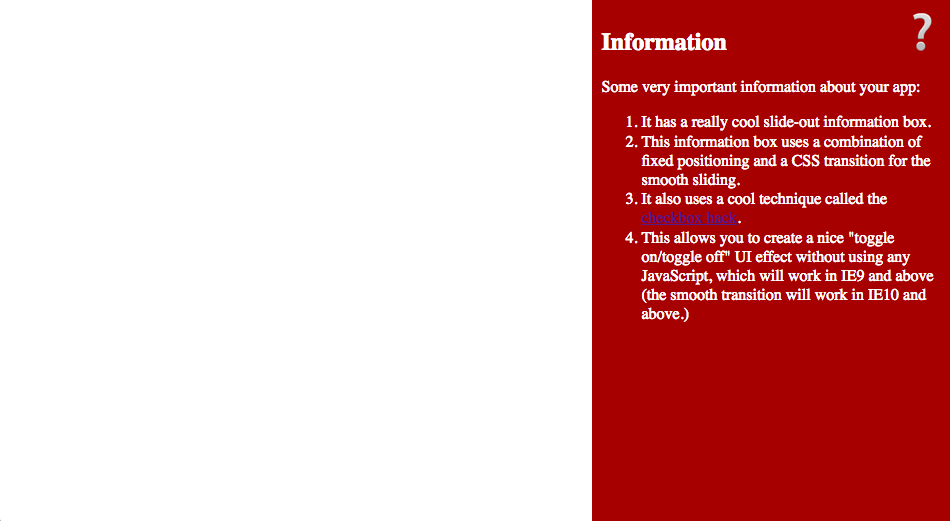 ?
Information
Some very important information about your app:
1. It has a really cool slide-out information box.
2. This information box uses a combination of
fixed positioning and a CSS transition for the
smooth sliding.
3. It also uses a cool technique called the
checkbox hack.
4. This allows you to create a nice "toggle
on/toggle off" UI effect without using any
JavaScript, which will work in IE9 and above
(the smooth transition will work in IE10 and
above.)